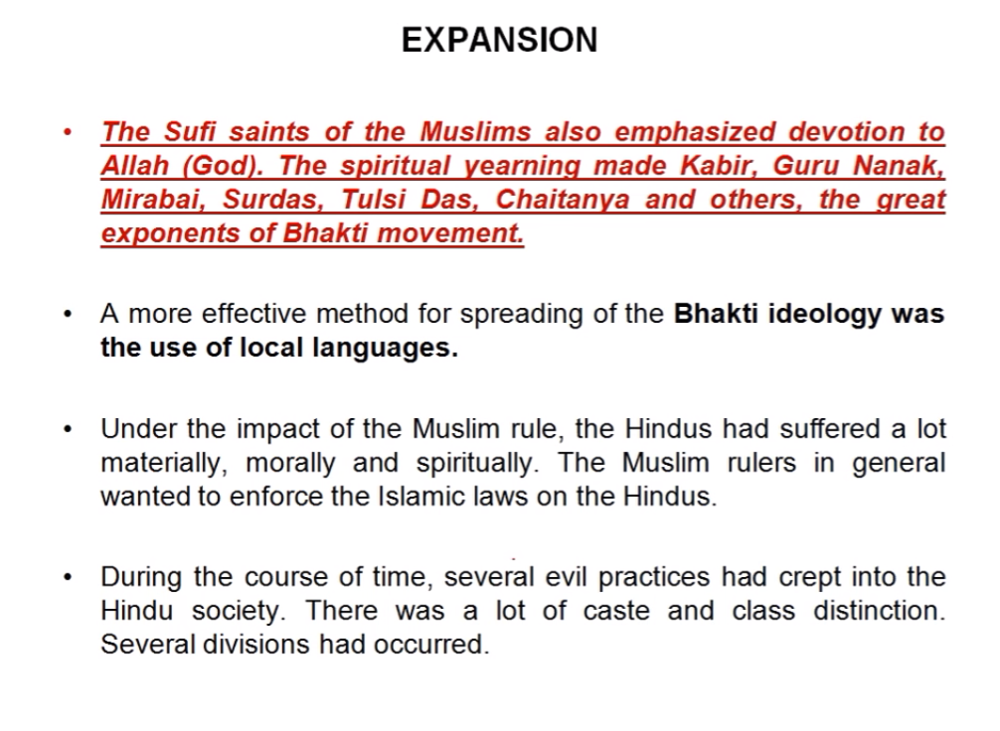 EXPANSION
• The Sufi saints of the Muslims also emphasized devotion to
Allah (God). The spiritual yearning made Kabir, Guru Nanak,
Mirabai, Surdas, Tulsi Das, Chaitanya and others, the great
exponents of Bhakti movement.
• A more effective method for spreading of the Bhakti ideology was
the use of local languages.
• Under the impact of the Muslim rule, the Hindus had suffered a lot
materially, morally and spiritually. The Muslim rulers in general
wanted to enforce the Islamic laws on the Hindus.
• During the course of time, several evil practices had crept into the
Hindu society. There was a lot of caste and class distinction.
Several divisions had occurred.